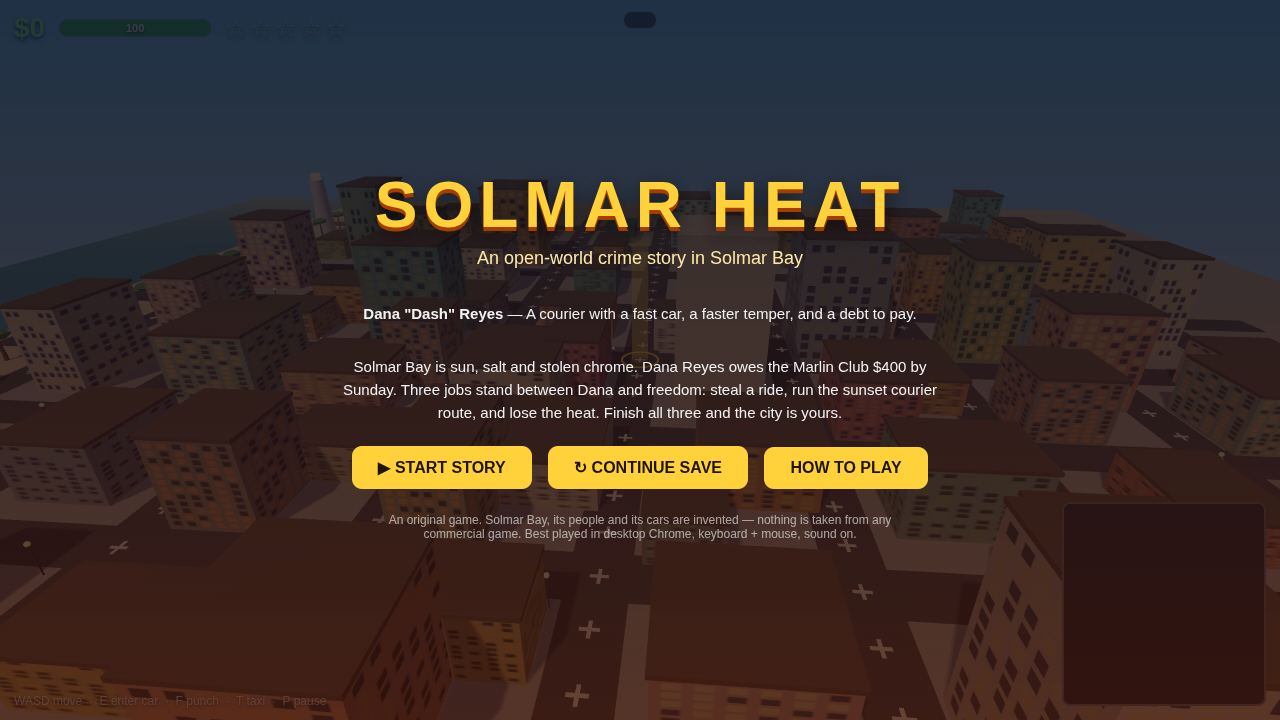 $0 100 ☆ ☆ ☆ ☆ ☆
SOLMAR HEAT
An open-world crime story in Solmar Bay
Dana "Dash" Reyes — A courier with a fast car, a faster temper, and a debt to pay.
Solmar Bay is sun, salt and stolen chrome. Dana Reyes owes the Marlin Club $400 by
Sunday. Three jobs stand between Dana and freedom: steal a ride, run the sunset courier
route, and lose the heat. Finish all three and the city is yours.
▶ START STORY ↻ CONTINUE SAVE HOW TO PLAY
An original game. Solmar Bay, its people and its cars are invented — nothing is taken from any
commercial game. Best played in desktop Chrome, keyboard + mouse, sound on.
WASD move · E enter car · F punch · T taxi · P pause